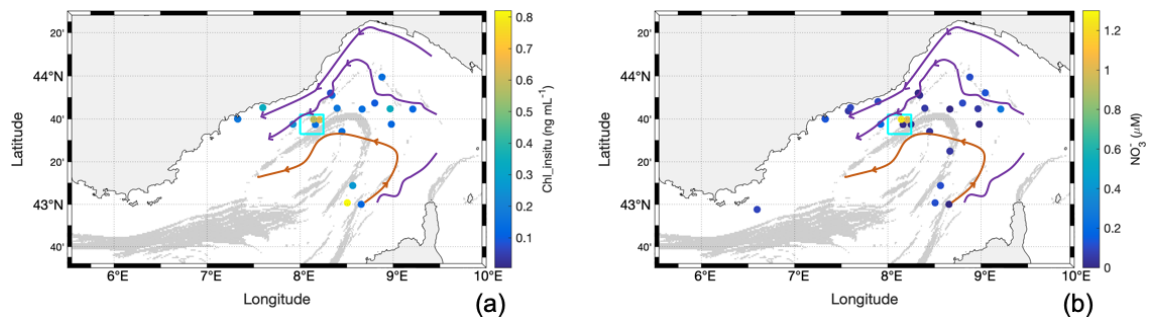 20'
44°N
40'
20'
43°N
40'
Latitude
6°E 7°E 8°E 9°E 10°E
Longitude
0.8
0.7
0.6
0.5
0.4
0.3
0.2
0.1
Chl_insitu (ng mL⁻¹)
(a)
20'
44°N
40'
20'
43°N
40'
Latitude
6°E 7°E 8°E 9°E 10°E
Longitude
1.2
1
0.8
0.6
0.4
0.2
0
NO₃⁻ (μM)
(b)